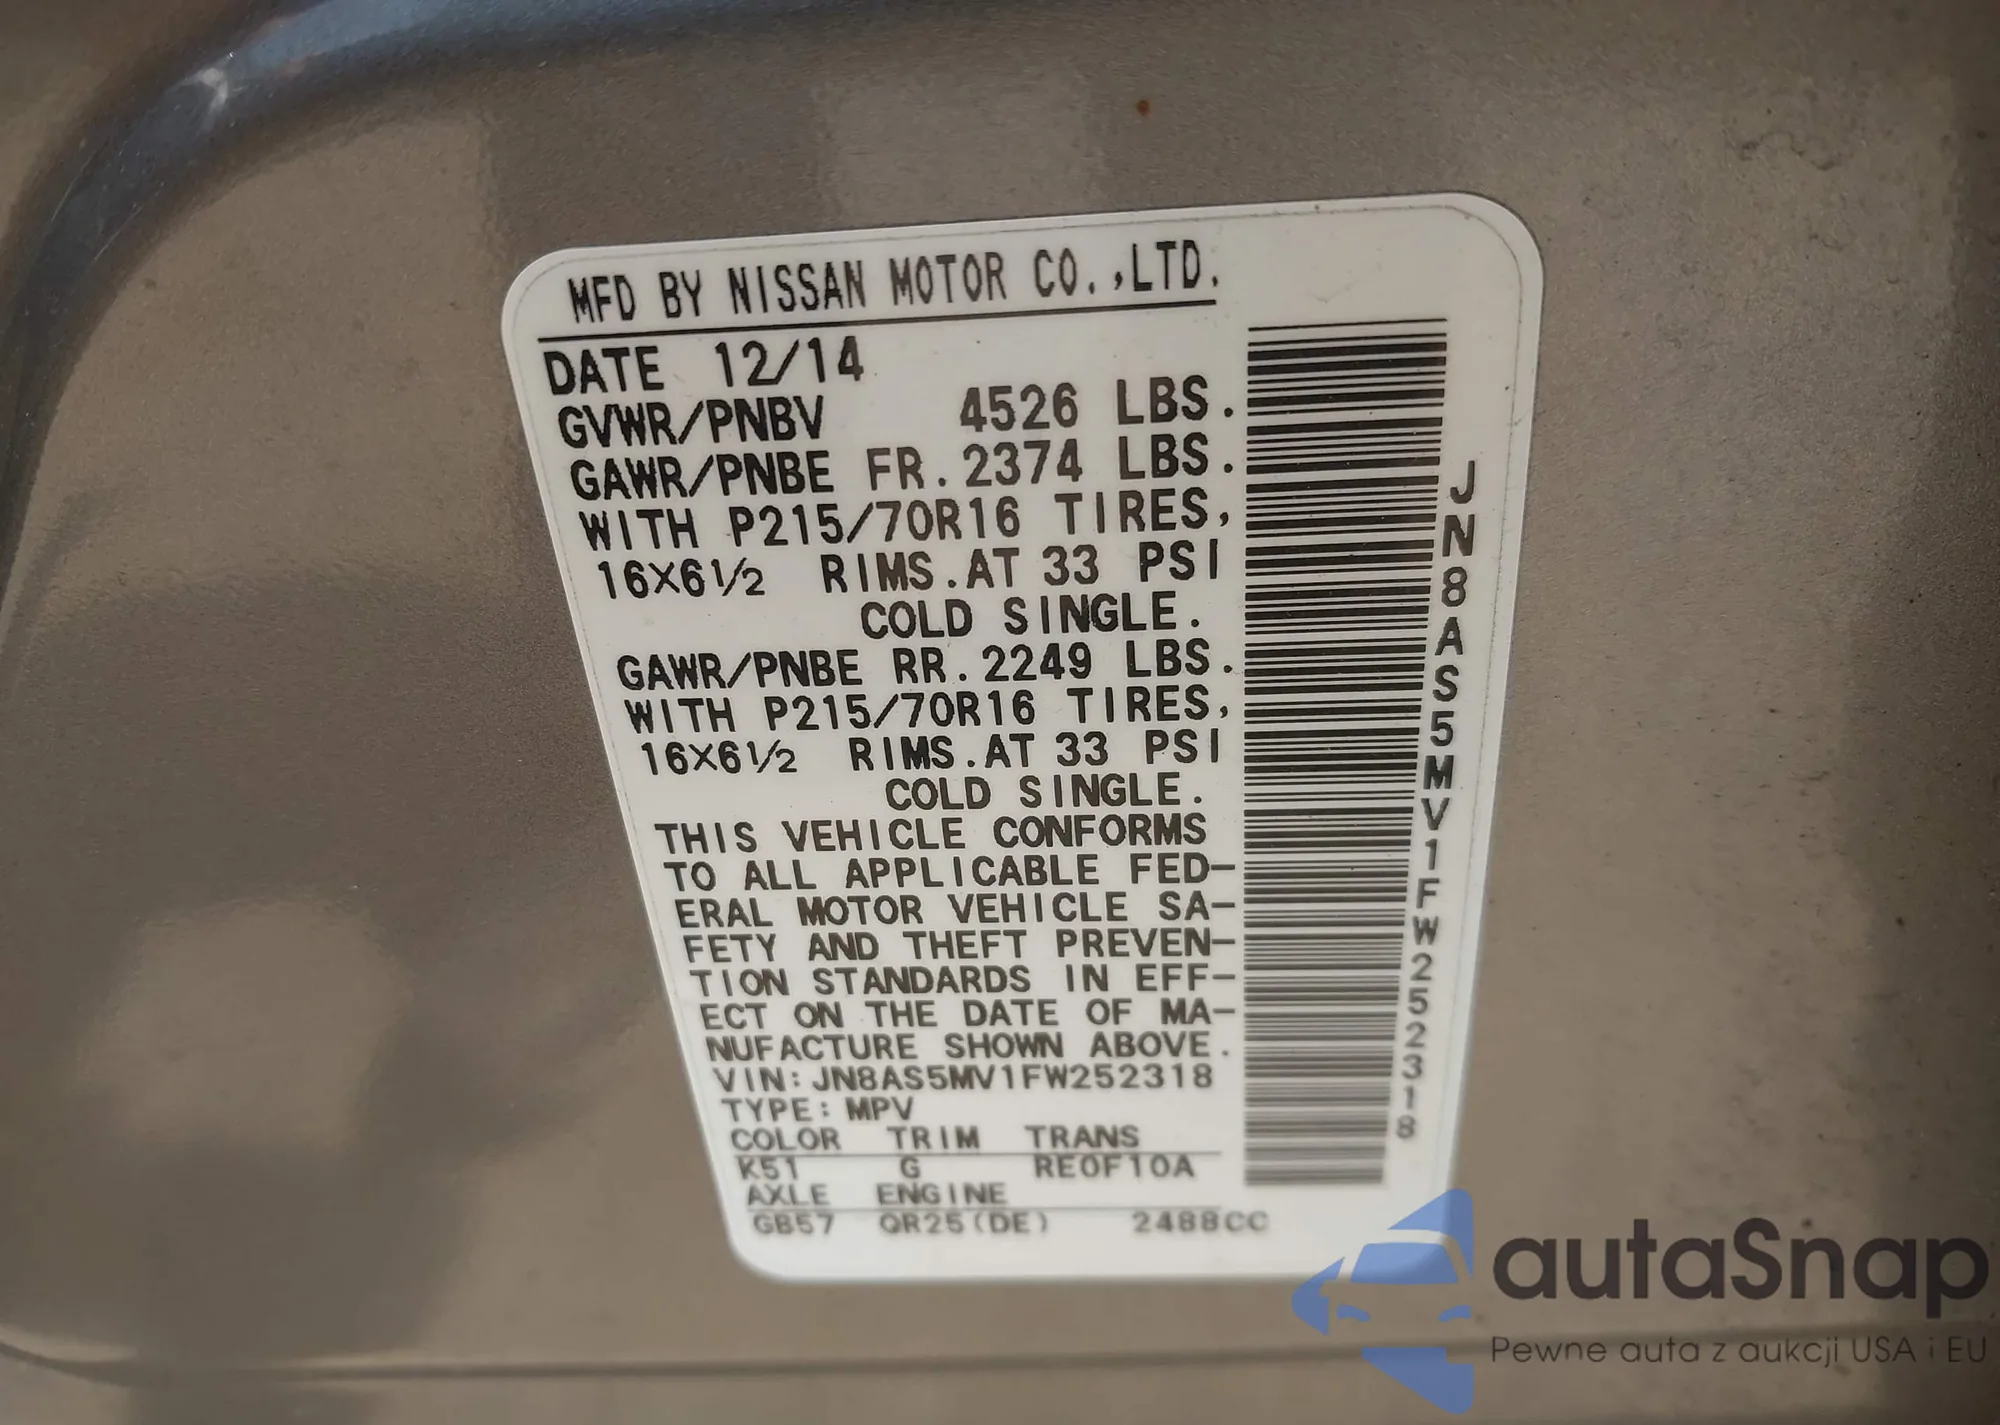 MFD BY NISSAN MOTOR CO.,LTD.
DATE 12/14
GVWR/PNBV 4526 LBS.
GAWR/PNBE FR. 2374 LBS.
WITH P215/70R16 TIRES,
16X6½ RIMS.AT 33 PSI
COLD SINGLE.
GAWR/PNBE RR. 2249 LBS.
WITH P215/70R16 TIRES,
16X6½ RIMS.AT 33 PSI
COLD SINGLE.
THIS VEHICLE CONFORMS
TO ALL APPLICABLE FED-
ERAL MOTOR VEHICLE SA-
FETY AND THEFT PREVEN-
TION STANDARDS IN EFF-
ECT ON THE DATE OF MA-
NUFACTURE SHOWN ABOVE.
VIN: JN8AS5MV1FW252318
TYPE: MPV
COLOR TRIM TRANS
K51 G RE0F10A
AXLE ENGINE
GB57 QR25(DE) 2488CC
JN8AS5MV1FW252318
autaSnap
Pewne auta z aukcji USA i EU